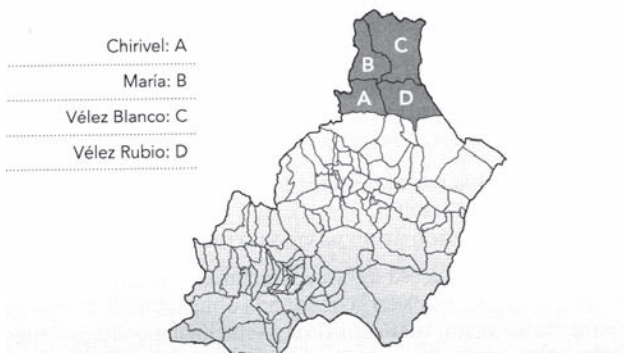 Chirivel: A
María: B
Vélez Blanco: C
Vélez Rubio: D
C
B
A
D